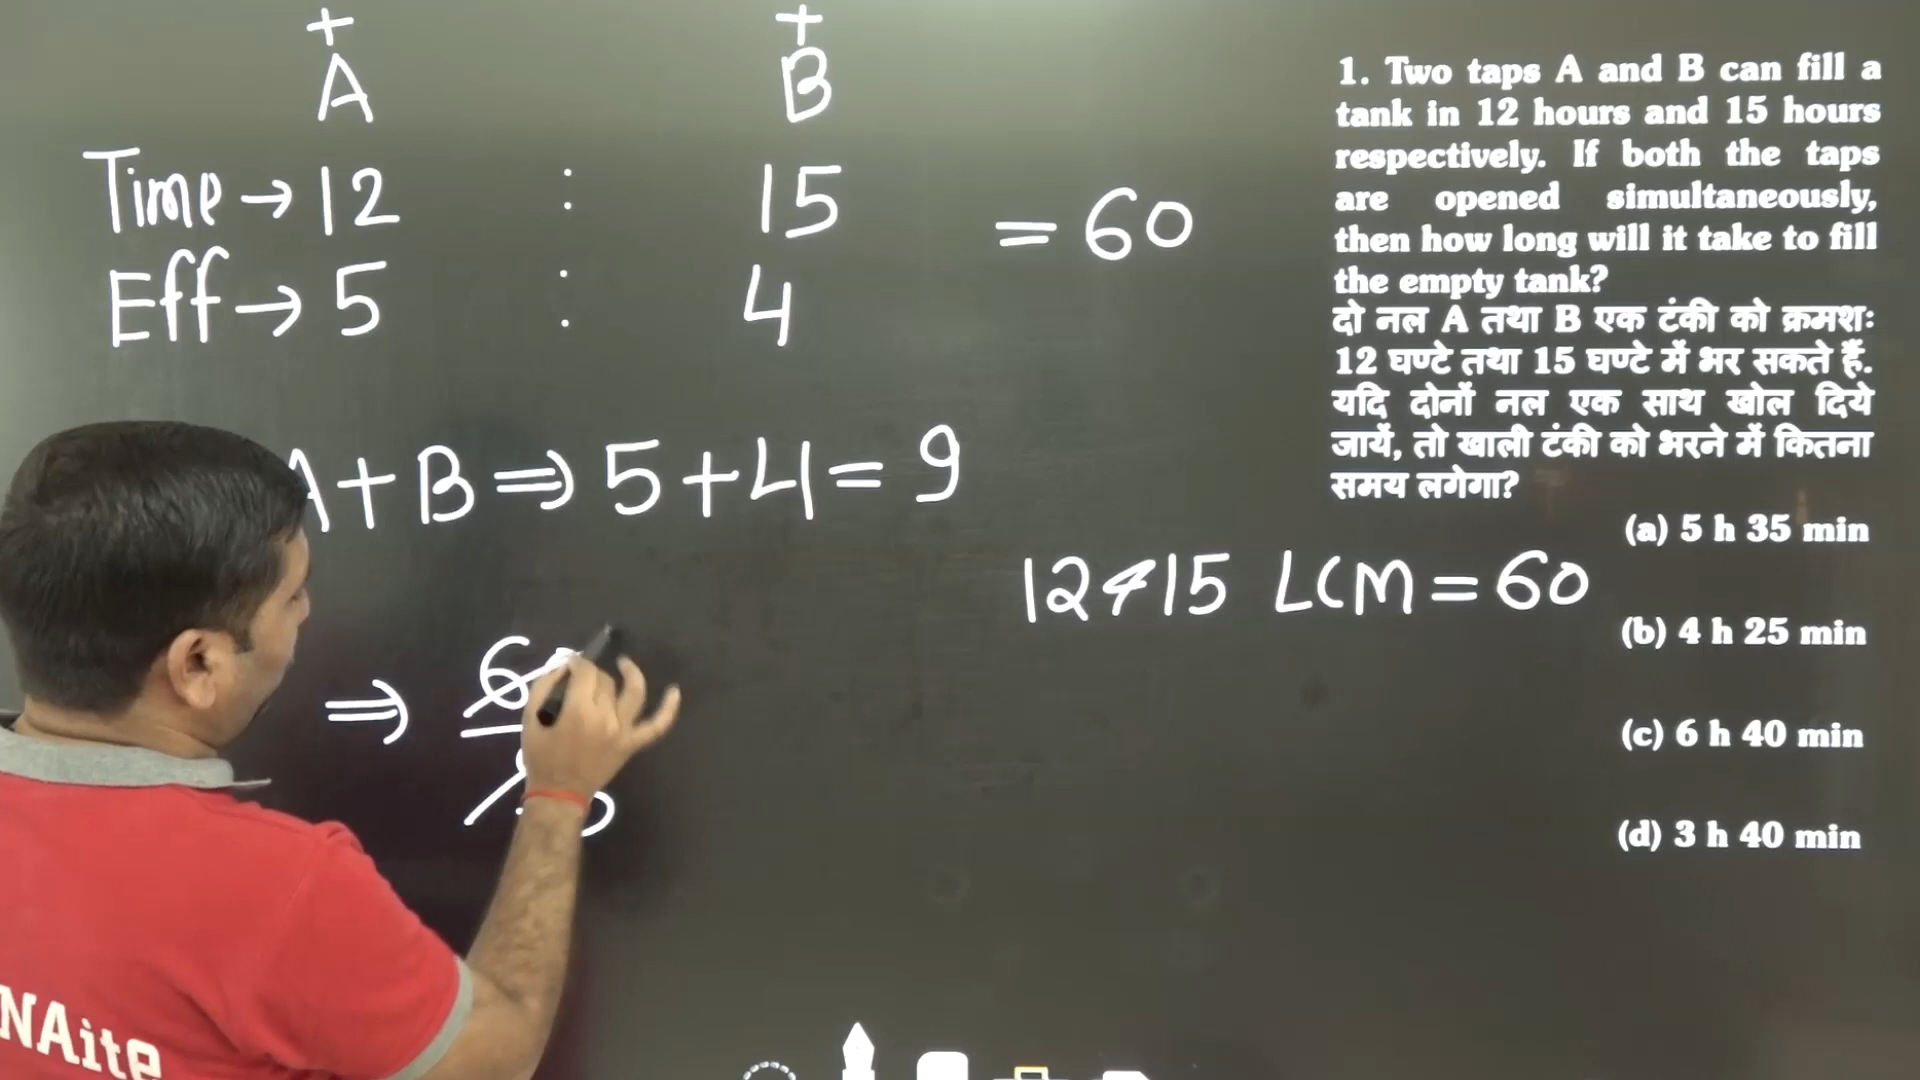 + +
A B
Time → 12 : 15 = 60
Eff → 5 : 4
A + B ⇒ 5 + 4 = 9
12 & 15 LCM = 60
⇒ 6
1. Two taps A and B can fill a
tank in 12 hours and 15 hours
respectively. If both the taps
are opened simultaneously,
then how long will it take to fill
the empty tank?
दो नल A तथा B एक टंकी को क्रमशः
12 घण्टे तथा 15 घण्टे में भर सकते हैं.
यदि दोनों नल एक साथ खोल दिये
जायें, तो खाली टंकी को भरने में कितना
समय लगेगा?
(a) 5 h 35 min
(b) 4 h 25 min
(c) 6 h 40 min
(d) 3 h 40 min
NAite